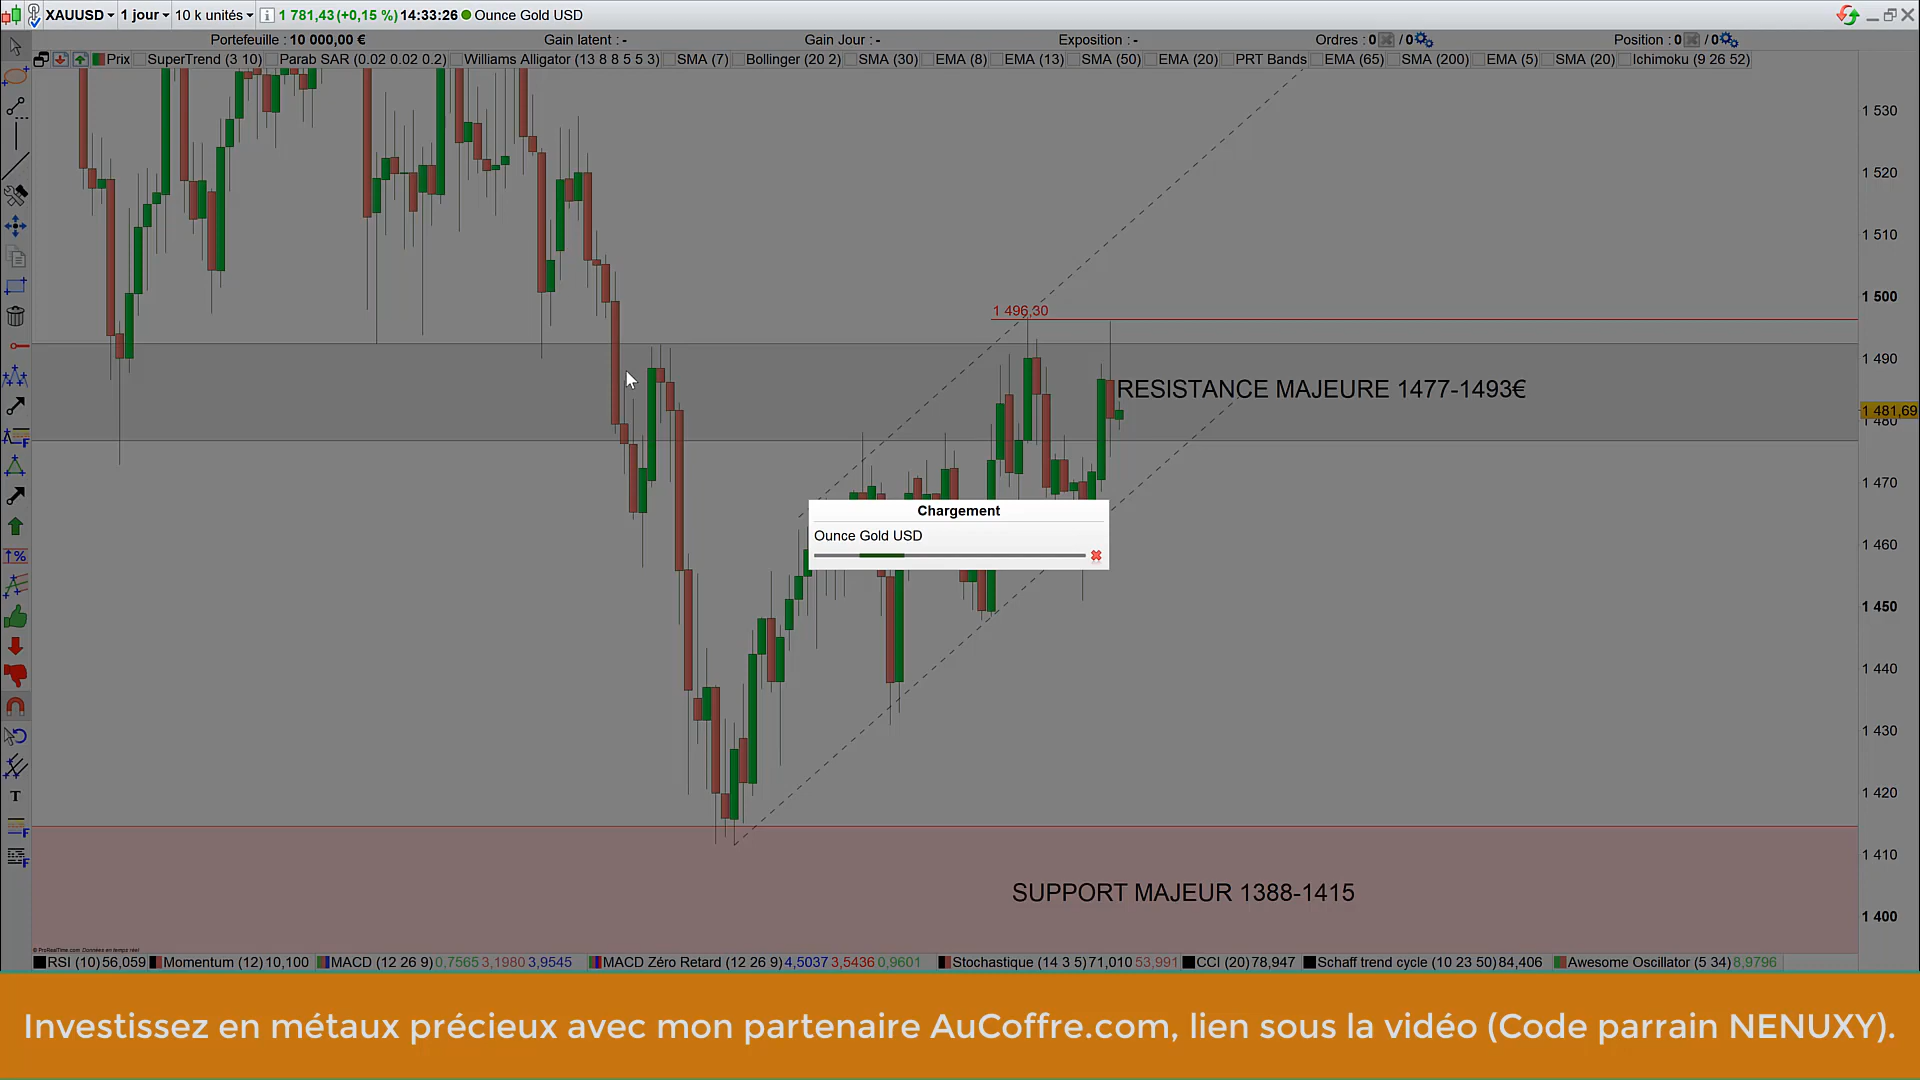 XAUUSD 1 jour 10 k unités 1 781,43 (+0,15 %) 14:33:26 Ounce Gold USD
Portefeuille : 10 000,00 € Gain latent : - Gain Jour : - Exposition : - Ordres : 0 / 0 Position : 0 / 0
Prix SuperTrend (3 10) Parab SAR (0.02 0.02 0.2) Williams Alligator (13 8 8 5 5 3) SMA (7) Bollinger (20 2) SMA (30) EMA (8) EMA (13) SMA (50) EMA (20) PRT Bands EMA (65) SMA (200) EMA (5) SMA (20) Ichimoku (9 26 52)
1 530
1 520
1 510
1 500
1 496,30
1 490
RESISTANCE MAJEURE 1477-1493€
1 481,69
1 480
1 470
Chargement
Ounce Gold USD
1 460
1 450
1 440
1 430
1 420
1 410
SUPPORT MAJEUR 1388-1415
1 400
© ProRealTime.com Données en temps réel
RSI (10) 56,059 Momentum (12) 10,100 MACD (12 26 9) 0,7565 3,1980 3,9545 MACD Zéro Retard (12 26 9) 4,5037 3,5436 0,9601 Stochastique (14 3 5) 71,010 53,991 CCI (20) 78,947 Schaff trend cycle (10 23 50) 84,406 Awesome Oscillator (5 34) 8,9796
Investissez en métaux précieux avec mon partenaire AuCoffre.com, lien sous la vidéo (Code parrain NENUXY).